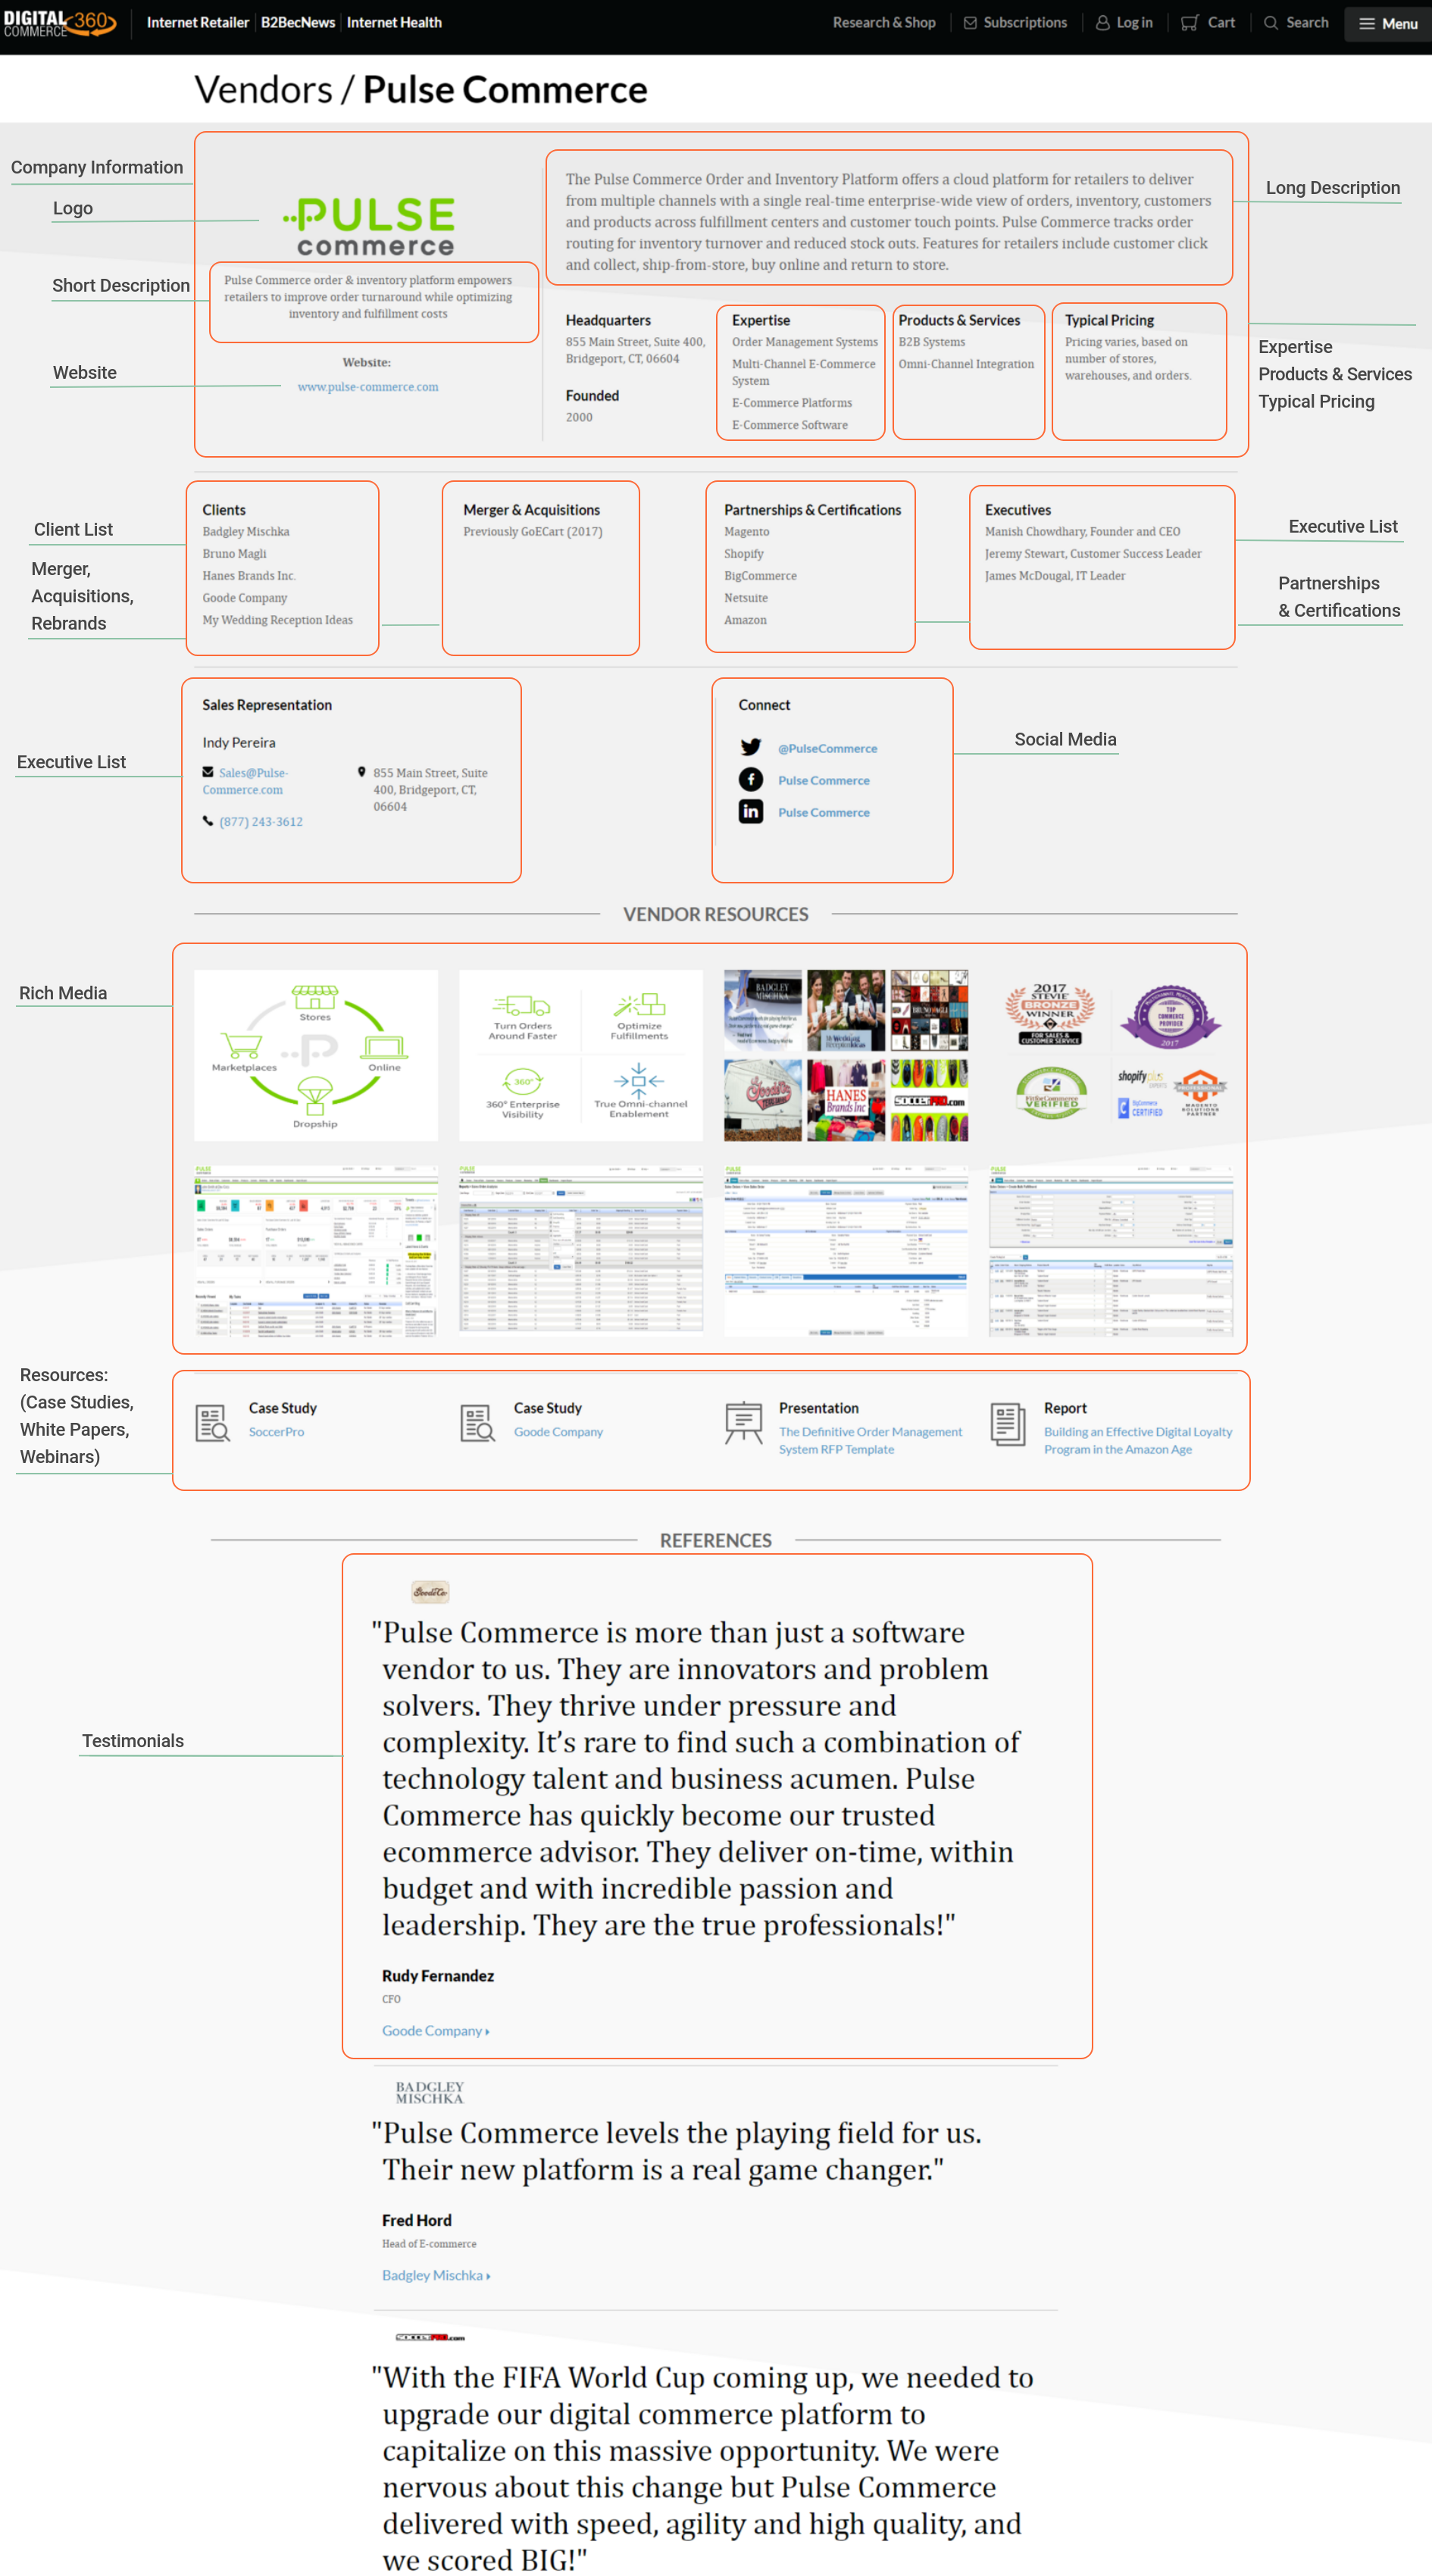 DIGITAL COMMERCE 360
Internet Retailer
B2BecNews
Internet Health
Research & Shop
Subscriptions
Log in
Cart
Search
Menu
Vendors / Pulse Commerce
Company Information
Logo
Short Description
Website
PULSE
commerce
Pulse Commerce order & inventory platform empowers
retailers to improve order turnaround while optimizing
inventory and fulfillment costs
Website:
www.pulse-commerce.com
The Pulse Commerce Order and Inventory Platform offers a cloud platform for retailers to deliver
from multiple channels with a single real-time enterprise-wide view of orders, inventory, customers
and products across fulfillment centers and customer touch points. Pulse Commerce tracks order
routing for inventory turnover and reduced stock outs. Features for retailers include customer click
and collect, ship-from-store, buy online and return to store.
Long Description
Headquarters
855 Main Street, Suite 400,
Bridgeport, CT, 06604
Founded
2000
Expertise
Order Management Systems
Multi-Channel E-Commerce
System
E-Commerce Platforms
E-Commerce Software
Products & Services
B2B Systems
Omni-Channel Integration
Typical Pricing
Pricing varies, based on
number of stores,
warehouses, and orders.
Expertise
Products & Services
Typical Pricing
Client List
Merger,
Acquisitions,
Rebrands
Clients
Badgley Mischka
Bruno Magli
Hanes Brands Inc.
Goode Company
My Wedding Reception Ideas
Merger & Acquisitions
Previously GoECart (2017)
Partnerships & Certifications
Magento
Shopify
BigCommerce
Netsuite
Amazon
Executives
Manish Chowdhary, Founder and CEO
Jeremy Stewart, Customer Success Leader
James McDougal, IT Leader
Executive List
Partnerships
& Certifications
Executive List
Sales Representation
Indy Pereira
Sales@Pulse-
Commerce.com
(877) 243-3612
855 Main Street, Suite
400, Bridgeport, CT,
06604
Connect
@PulseCommerce
Pulse Commerce
Pulse Commerce
Social Media
VENDOR RESOURCES
Rich Media
Stores
Marketplaces
Online
Dropship
Turn Orders
Around Faster
Optimize
Fulfillments
360°
360° Enterprise
Visibility
True Omni-channel
Enablement
BADGLEY
MISCHKA
HANES
Brands Inc
2017
STEVIE
BRONZE
WINNER
FOR SALES &
CUSTOMER SERVICE
TOP
COMMERCE
PROVIDER
2017
VERIFIED
shopify plus
BigCommerce
CERTIFIED
MAGENTO
SOLUTIONS
PARTNER
Resources:
(Case Studies,
White Papers,
Webinars)
Case Study
SoccerPro
Case Study
Goode Company
Presentation
The Definitive Order Management
System RFP Template
Report
Building an Effective Digital Loyalty
Program in the Amazon Age
REFERENCES
Testimonials
"Pulse Commerce is more than just a software
vendor to us. They are innovators and problem
solvers. They thrive under pressure and
complexity. It’s rare to find such a combination of
technology talent and business acumen. Pulse
Commerce has quickly become our trusted
ecommerce advisor. They deliver on-time, within
budget and with incredible passion and
leadership. They are the true professionals!"
Rudy Fernandez
CFO
Goode Company
BADGLEY
MISCHKA
"Pulse Commerce levels the playing field for us.
Their new platform is a real game changer."
Fred Hord
Head of E-commerce
Badgley Mischka
"With the FIFA World Cup coming up, we needed to
upgrade our digital commerce platform to
capitalize on this massive opportunity. We were
nervous about this change but Pulse Commerce
delivered with speed, agility and high quality, and
we scored BIG!"